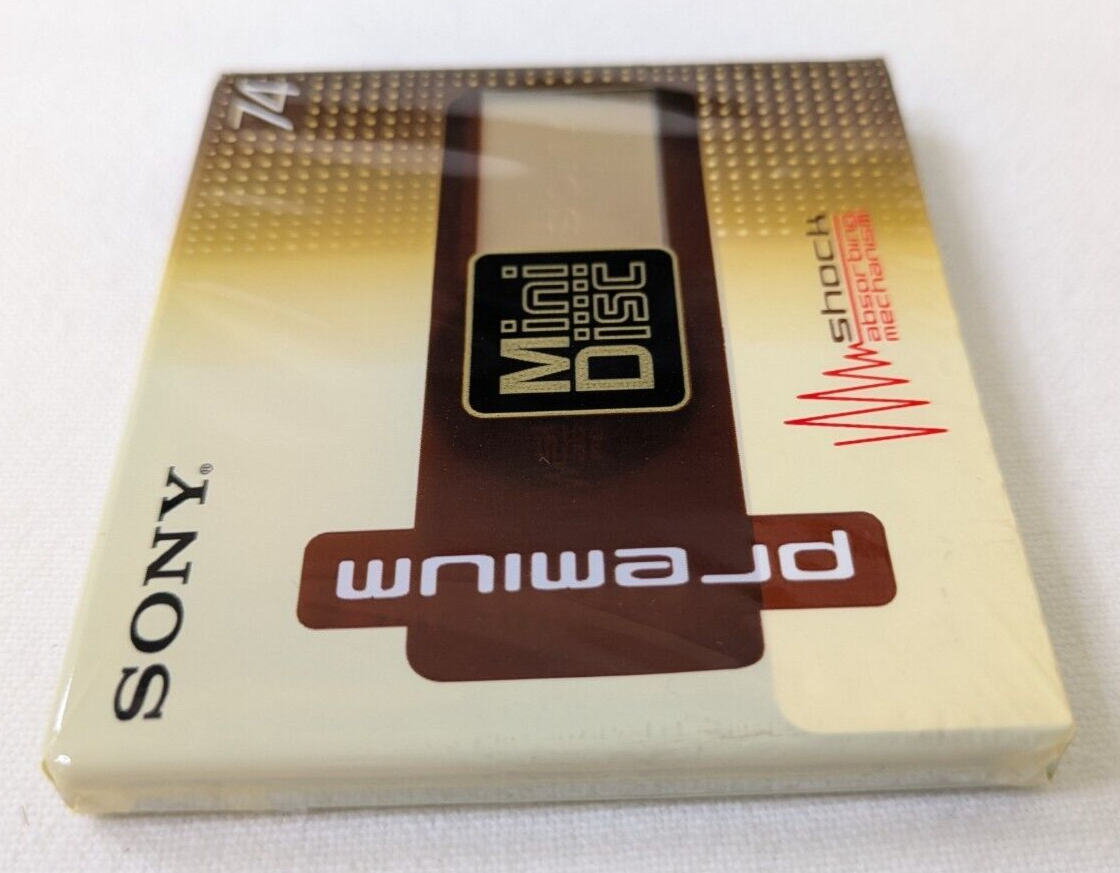 74
SONY®
Mini
Disc
shock
absorbing
mechanism
premium